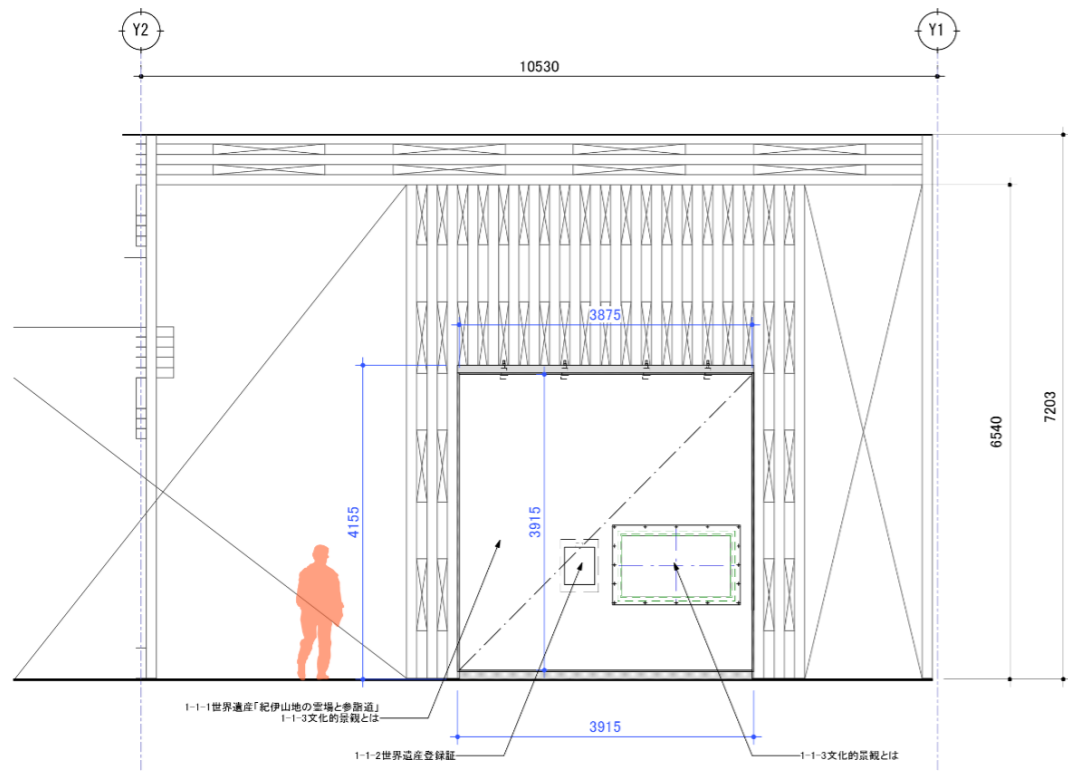 Y2
Y1
10530
3875
7203
6540
4155
3915
1-1-1世界遺産「紀伊山地の霊場と参詣道」
1-1-3文化的景観とは
3915
1-1-2世界遺産登録証
1-1-3文化的景観とは